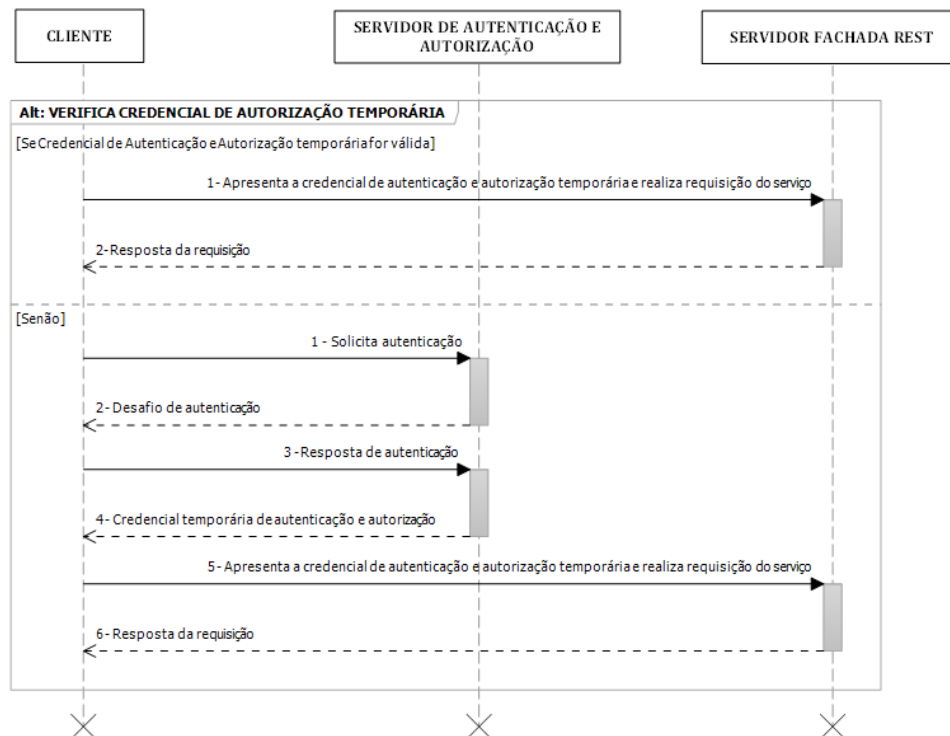 CLIENTE
SERVIDOR DE AUTENTICAÇÃO E
AUTORIZAÇÃO
SERVIDOR FACHADA REST
Alt: VERIFICA CREDENCIAL DE AUTORIZAÇÃO TEMPORÁRIA
[Se Credencial de Autenticação e Autorização temporária for válida]
1- Apresenta a credencial de autenticação e autorização temporária e realiza requisição do serviço
2-Resposta da requisição
[Senão]
1 - Solicita autenticação
2- Desafio de autenticação
3 -Resposta de autenticação
4- Credencial temporária de autenticação e autorização
5- Apresenta a credencial de autenticação e autorização temporária e realiza requisição do serviço
6- Resposta da requisição